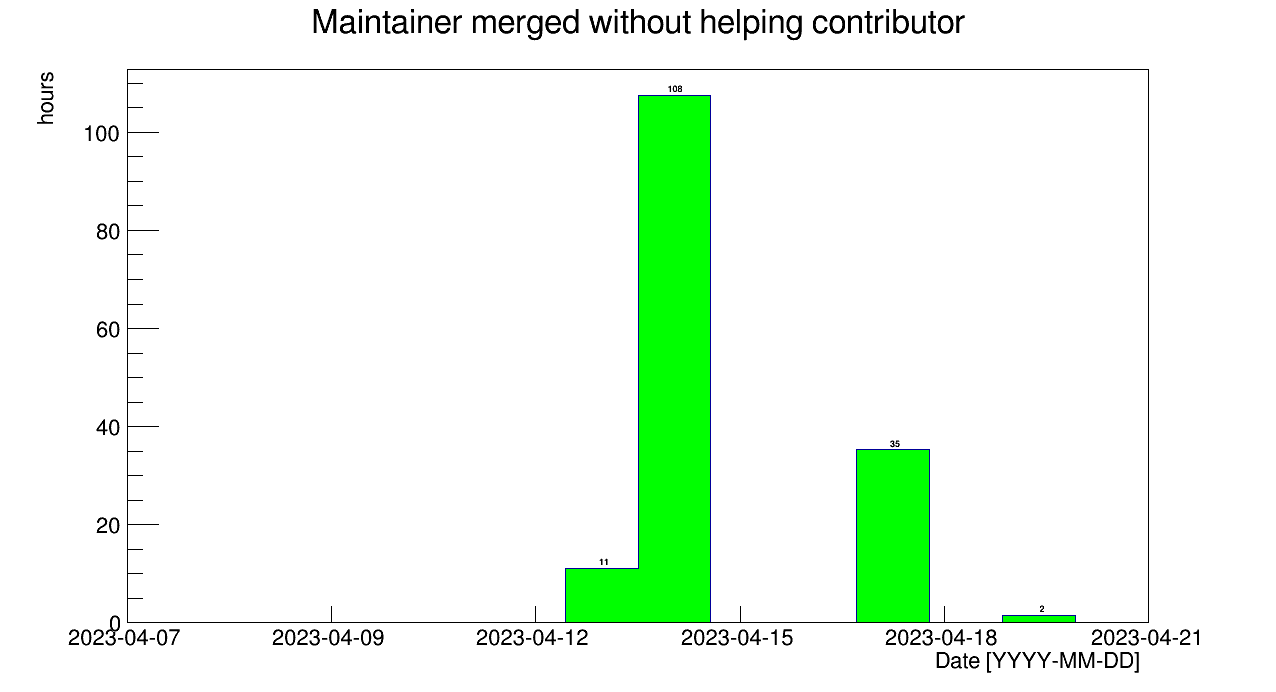 Maintainer merged without helping contributor
hours
108
100
80
60
40
35
20
11
2
0
2023-04-07 2023-04-09 2023-04-12 2023-04-15 2023-04-18 2023-04-21
Date [YYYY-MM-DD]